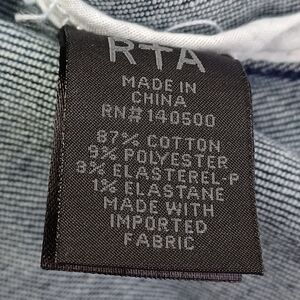 R+A
MADE IN
CHINA
RN# 140500
87% COTTON
9% POLYESTER
3% ELASTEREL-P
1% ELASTANE
MADE WITH
IMPORTED
FABRIC